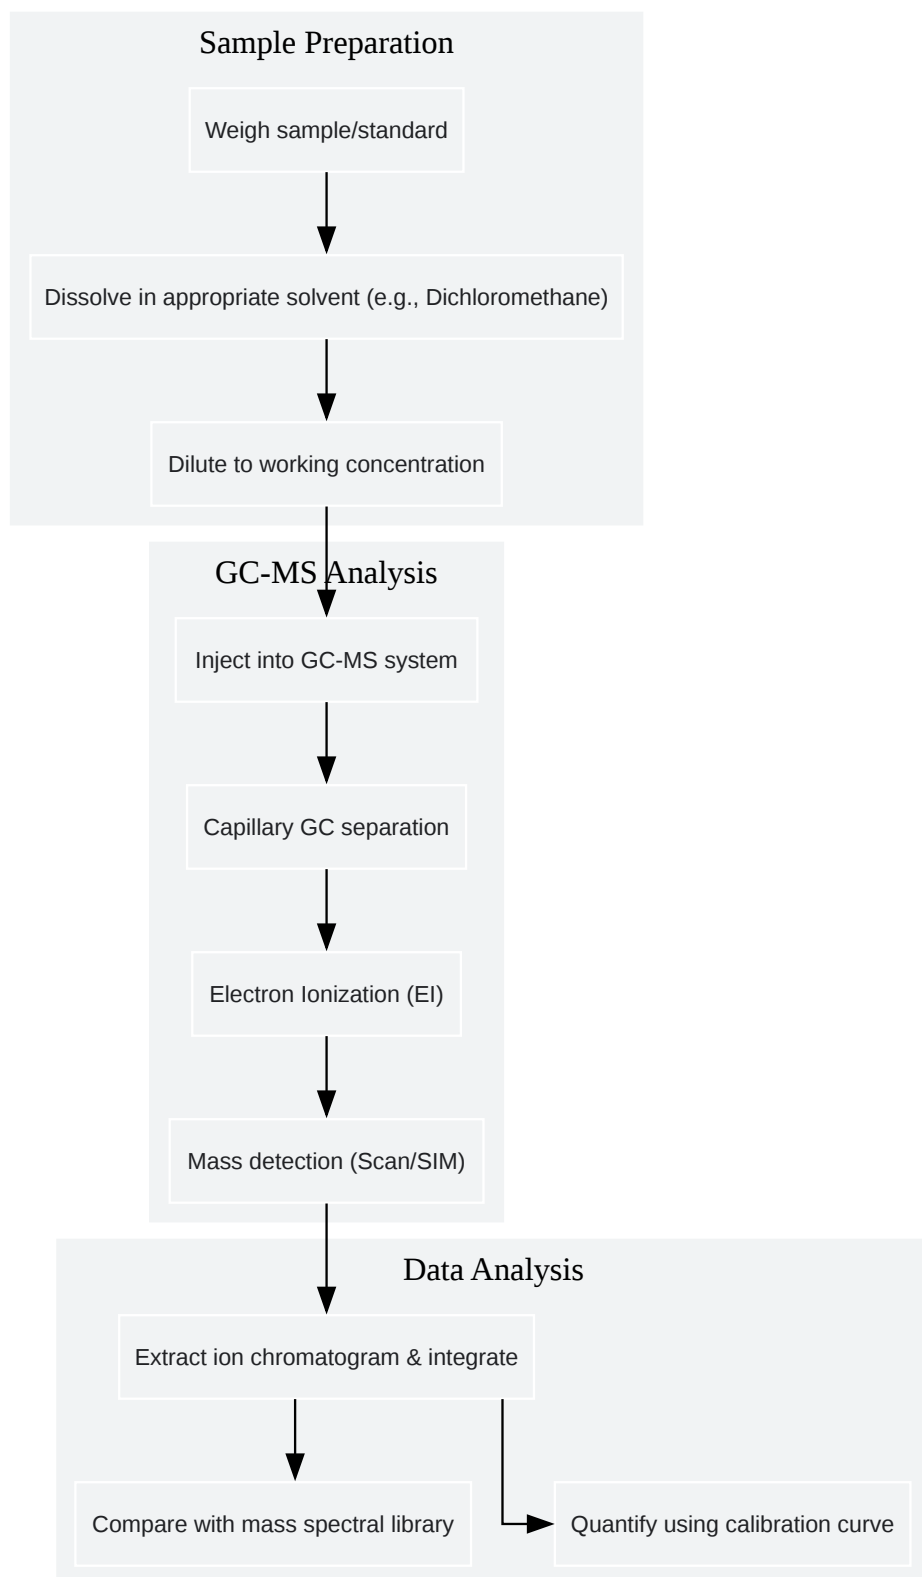 Sample Preparation
Weigh sample/standard
Dissolve in appropriate solvent (e.g., Dichloromethane)
Dilute to working concentration
GC-MS Analysis
Inject into GC-MS system
Capillary GC separation
Electron Ionization (EI)
Mass detection (Scan/SIM)
Data Analysis
Extract ion chromatogram & integrate
Compare with mass spectral library
Quantify using calibration curve